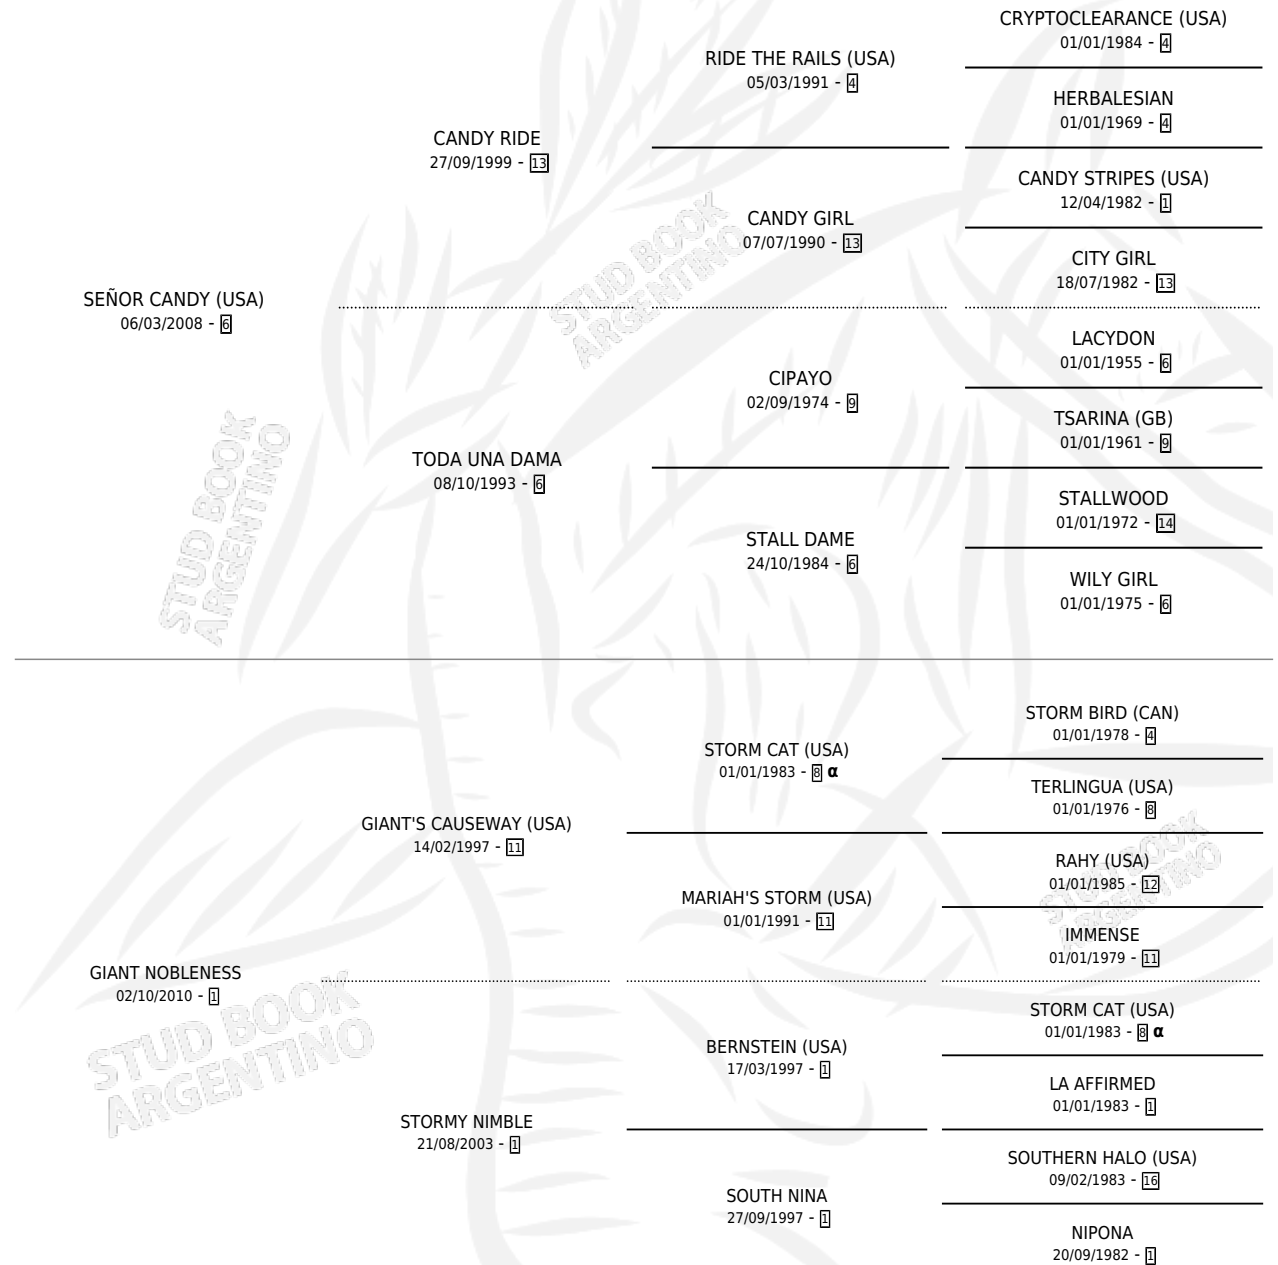 CRYPTOCLEARANCE (USA)
01/01/1984 - 4
RIDE THE RAILS (USA)
05/03/1991 - 4
HERBALESIAN
01/01/1969 - 4
CANDY RIDE
27/09/1999 - 13
CANDY STRIPES (USA)
12/04/1982 - 1
CANDY GIRL
07/07/1990 - 13
CITY GIRL
18/07/1982 - 13
SEÑOR CANDY (USA)
06/03/2008 - 6
LACYDON
01/01/1955 - 6
CIPAYO
02/09/1974 - 9
TSARINA (GB)
01/01/1961 - 9
TODA UNA DAMA
08/10/1993 - 6
STALLWOOD
01/01/1972 - 14
STALL DAME
24/10/1984 - 6
WILY GIRL
01/01/1975 - 6
STORM BIRD (CAN)
01/01/1978 - 4
STORM CAT (USA)
01/01/1983 - 8 α
TERLINGUA (USA)
01/01/1976 - 8
GIANT'S CAUSEWAY (USA)
14/02/1997 - 11
RAHY (USA)
01/01/1985 - 12
MARIAH'S STORM (USA)
01/01/1991 - 11
IMMENSE
01/01/1979 - 11
GIANT NOBLENESS
02/10/2010 - 1
STORM CAT (USA)
01/01/1983 - 8 α
BERNSTEIN (USA)
17/03/1997 - 1
LA AFFIRMED
01/01/1983 - 1
STORMY NIMBLE
21/08/2003 - 1
SOUTHERN HALO (USA)
09/02/1983 - 16
SOUTH NINA
27/09/1997 - 1
NIPONA
20/09/1982 - 1
STUD BOOK
ARGENTINO
STUD BOOK
ARGENTINO
STUD BOOK
ARGENTINO
STUD BOOK
ARGENTINO